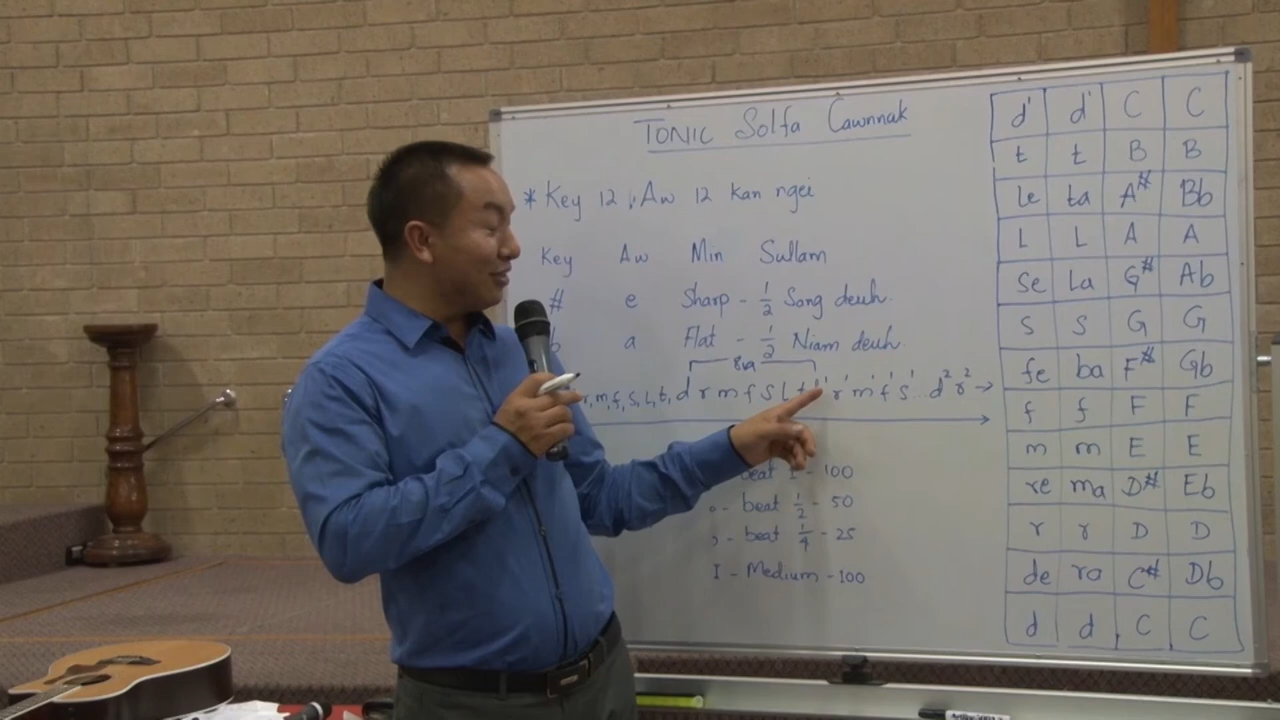 TONIC Solfa Cawnnak
* Key 12, Aw 12 kan ngei
Key Aw Min Sullam
# e Sharp - 1/2 Sang deuh.
b a Flat - 1/2 Niam deuh.
r, m, f, s, L, t, d r m f s L t r' m' f' s' ... d² r²
beat 1 - 100
. - beat 1/2 - 50
, - beat 1/4 - 25
I - Medium - 100
d' d' C C
t t B B
le ta A# Bb
L L A A
se La G# Ab
s s G G
fe ba F# Gb
f f F F
m m E E
re ma D# Eb
r r D D
de ra C# Db
d d C C